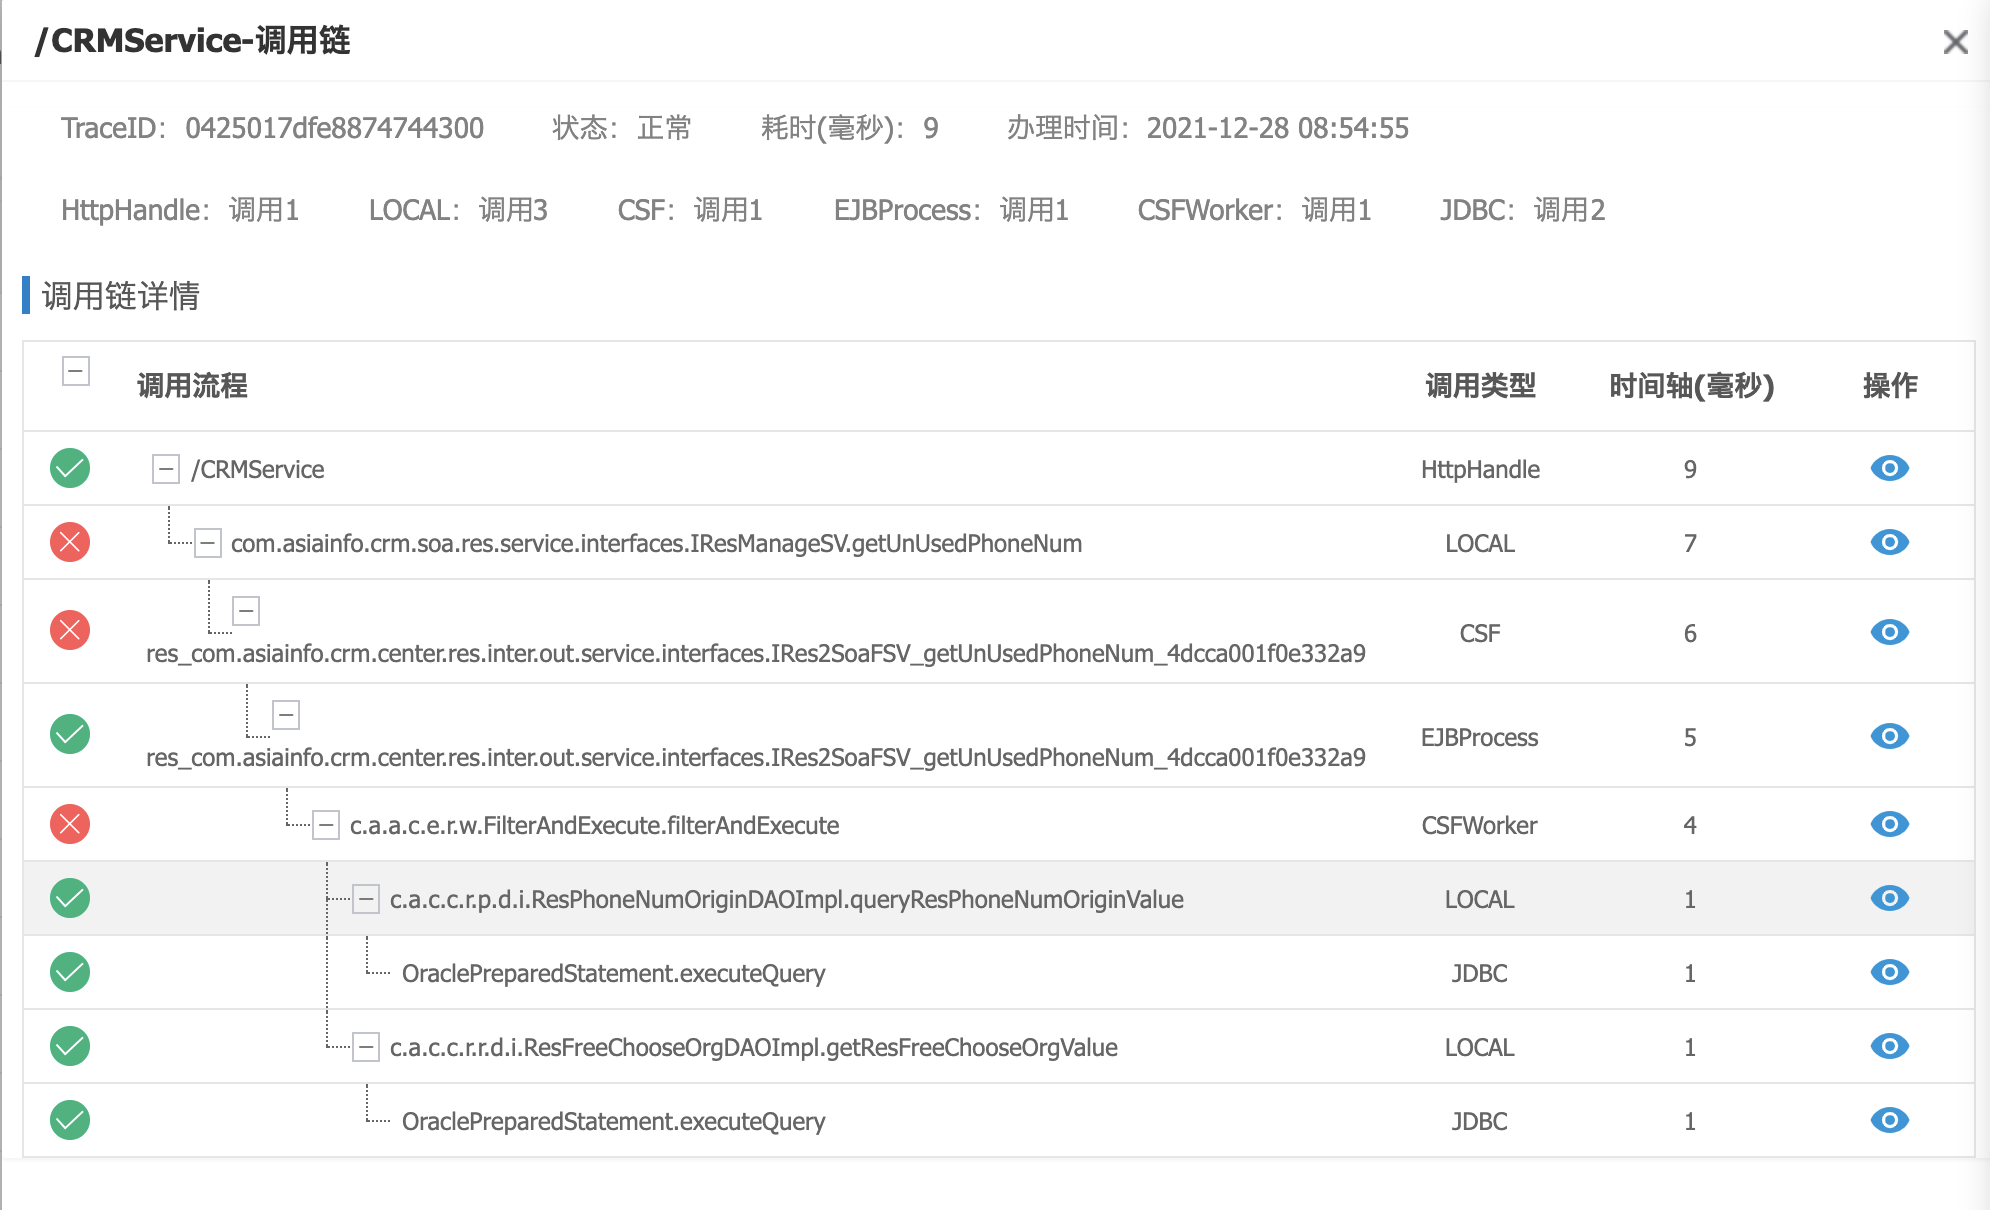 /CRMService-调用链
TraceID: 0425017dfe8874744300 状态: 正常 耗时(毫秒): 9 办理时间: 2021-12-28 08:54:55
HttpHandle: 调用1 LOCAL: 调用3 CSF: 调用1 EJBProcess: 调用1 CSFWorker: 调用1 JDBC: 调用2
调用链详情
调用流程 调用类型 时间轴(毫秒) 操作
/CRMService HttpHandle 9
com.asiainfo.crm.soa.res.service.interfaces.IResManageSV.getUnUsedPhoneNum LOCAL 7
res_com.asiainfo.crm.center.res.inter.out.service.interfaces.IRes2SoaFSV_getUnUsedPhoneNum_4dcca001f0e332a9 CSF 6
res_com.asiainfo.crm.center.res.inter.out.service.interfaces.IRes2SoaFSV_getUnUsedPhoneNum_4dcca001f0e332a9 EJBProcess 5
c.a.a.c.e.r.w.FilterAndExecute.filterAndExecute CSFWorker 4
c.a.c.c.r.p.d.i.ResPhoneNumOriginDAOImpl.queryResPhoneNumOriginValue LOCAL 1
OraclePreparedStatement.executeQuery JDBC 1
c.a.c.c.r.r.d.i.ResFreeChooseOrgDAOImpl.getResFreeChooseOrgValue LOCAL 1
OraclePreparedStatement.executeQuery JDBC 1